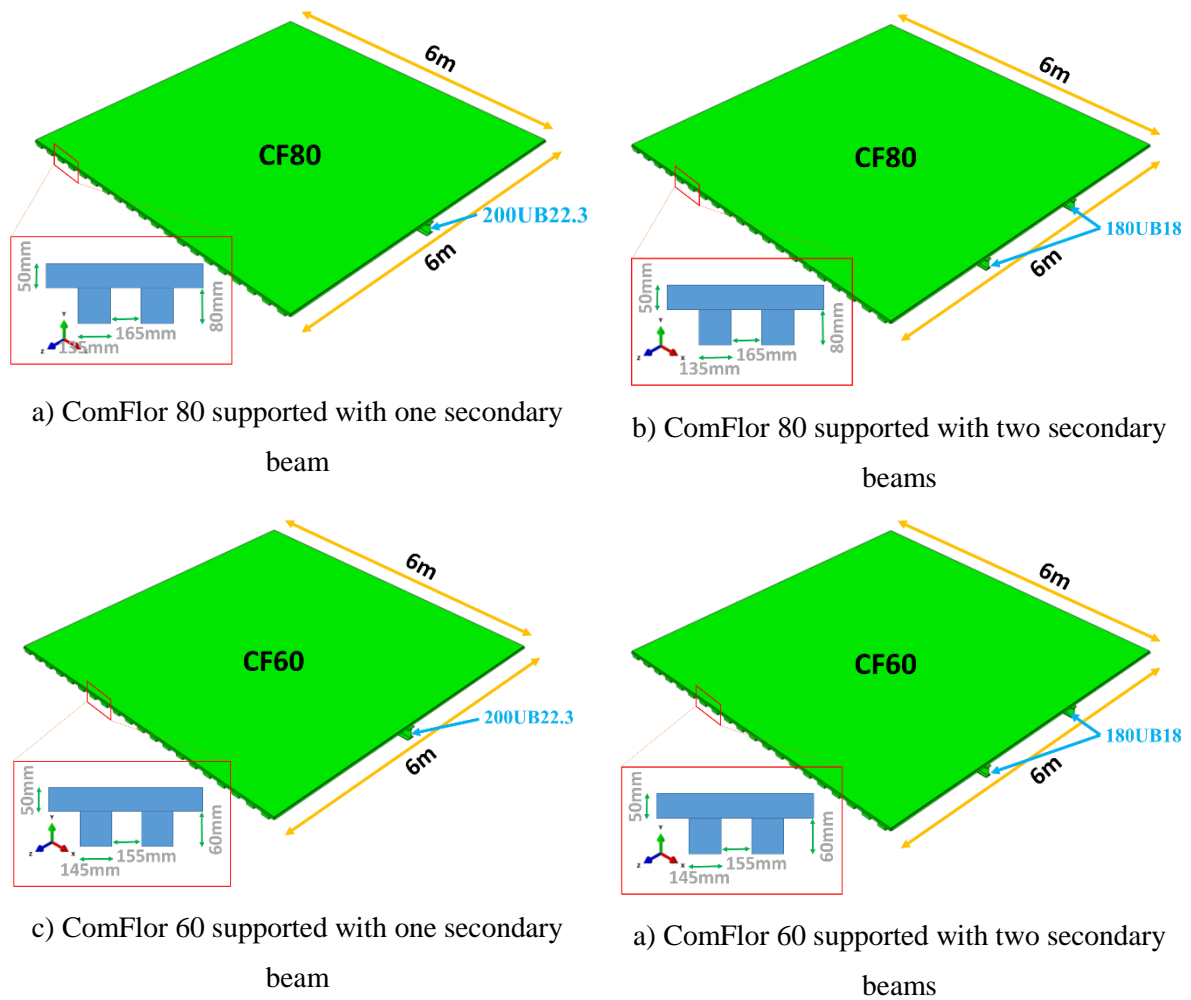 6m
CF80
200UB22.3
6m
50mm
80mm
165mm
135mm
Y
Z
X
a) ComFlor 80 supported with one secondary
beam
6m
CF80
180UB18
6m
50mm
80mm
165mm
135mm
Y
Z
X
b) ComFlor 80 supported with two secondary
beams
6m
CF60
200UB22.3
6m
50mm
60mm
155mm
145mm
Y
Z
X
c) ComFlor 60 supported with one secondary
beam
6m
CF60
180UB18
6m
50mm
60mm
155mm
145mm
Y
Z
X
a) ComFlor 60 supported with two secondary
beams